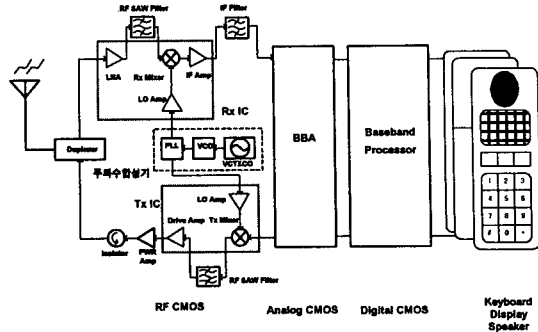 RF SAW Filter
IF Filter
LNA
Rx Mixer
IF Amp
LO Amp
Rx IC
Duplexer
PLL
VCO
VCTXCO
주파수합성기
Tx IC
LO Amp
Drive Amp
Tx Mixer
Isolator
PWR
Amp
RF SAW Filter
BBA
Baseband
Processor
1 2 3
4 5 6
7 8 9
# 0 *
RF CMOS
Analog CMOS
Digital CMOS
Keyboard
Display
Speaker